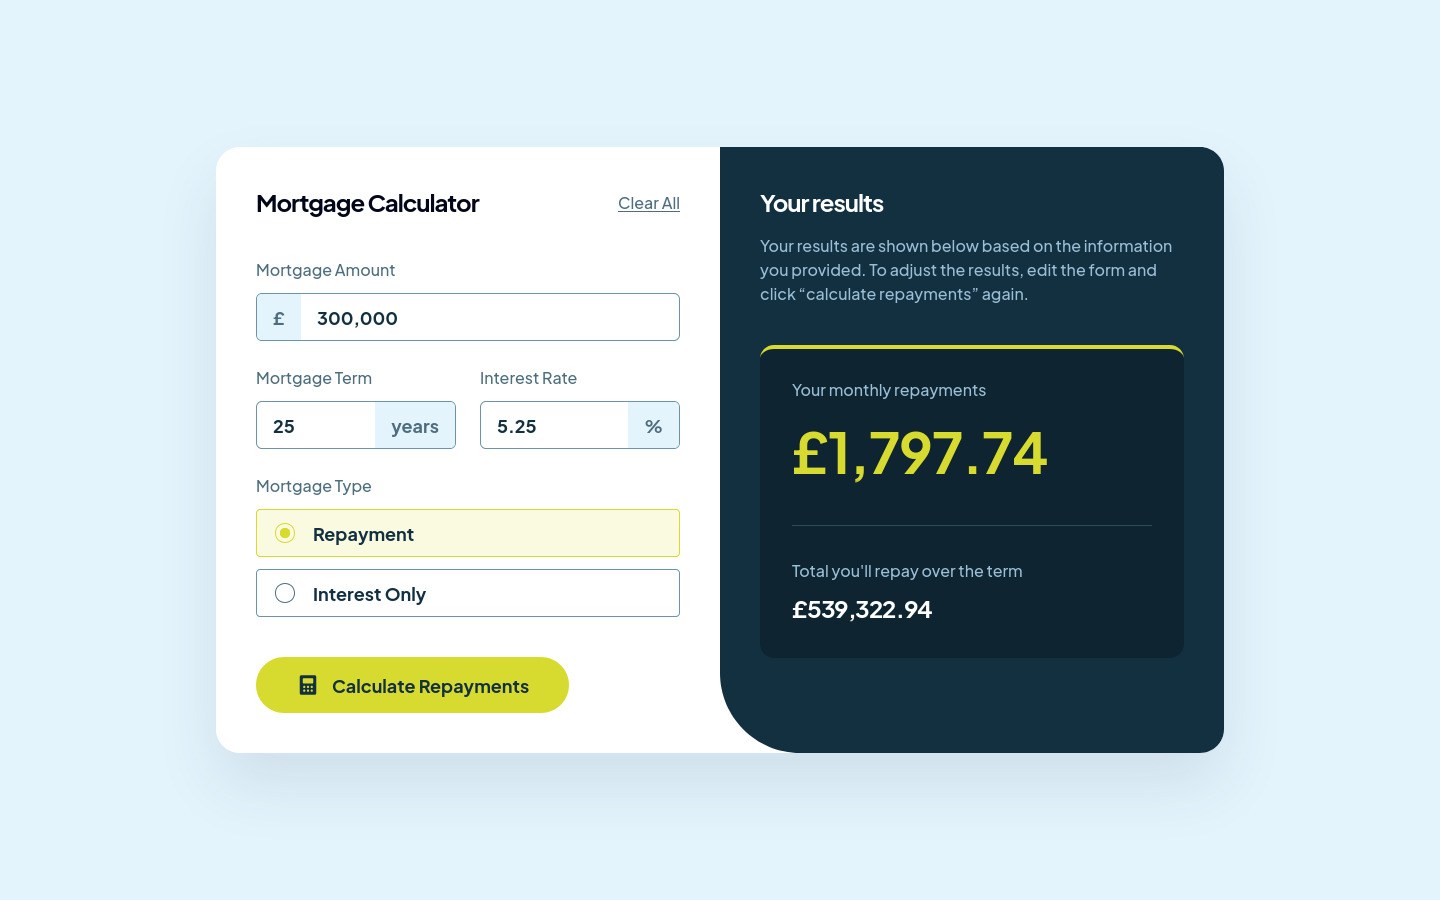 Mortgage Calculator
Clear All
Mortgage Amount
£ 300,000
Mortgage Term
25 years
Interest Rate
5.25 %
Mortgage Type
Repayment
Interest Only
Calculate Repayments
Your results
Your results are shown below based on the information
you provided. To adjust the results, edit the form and
click “calculate repayments” again.
Your monthly repayments
£1,797.74
Total you'll repay over the term
£539,322.94